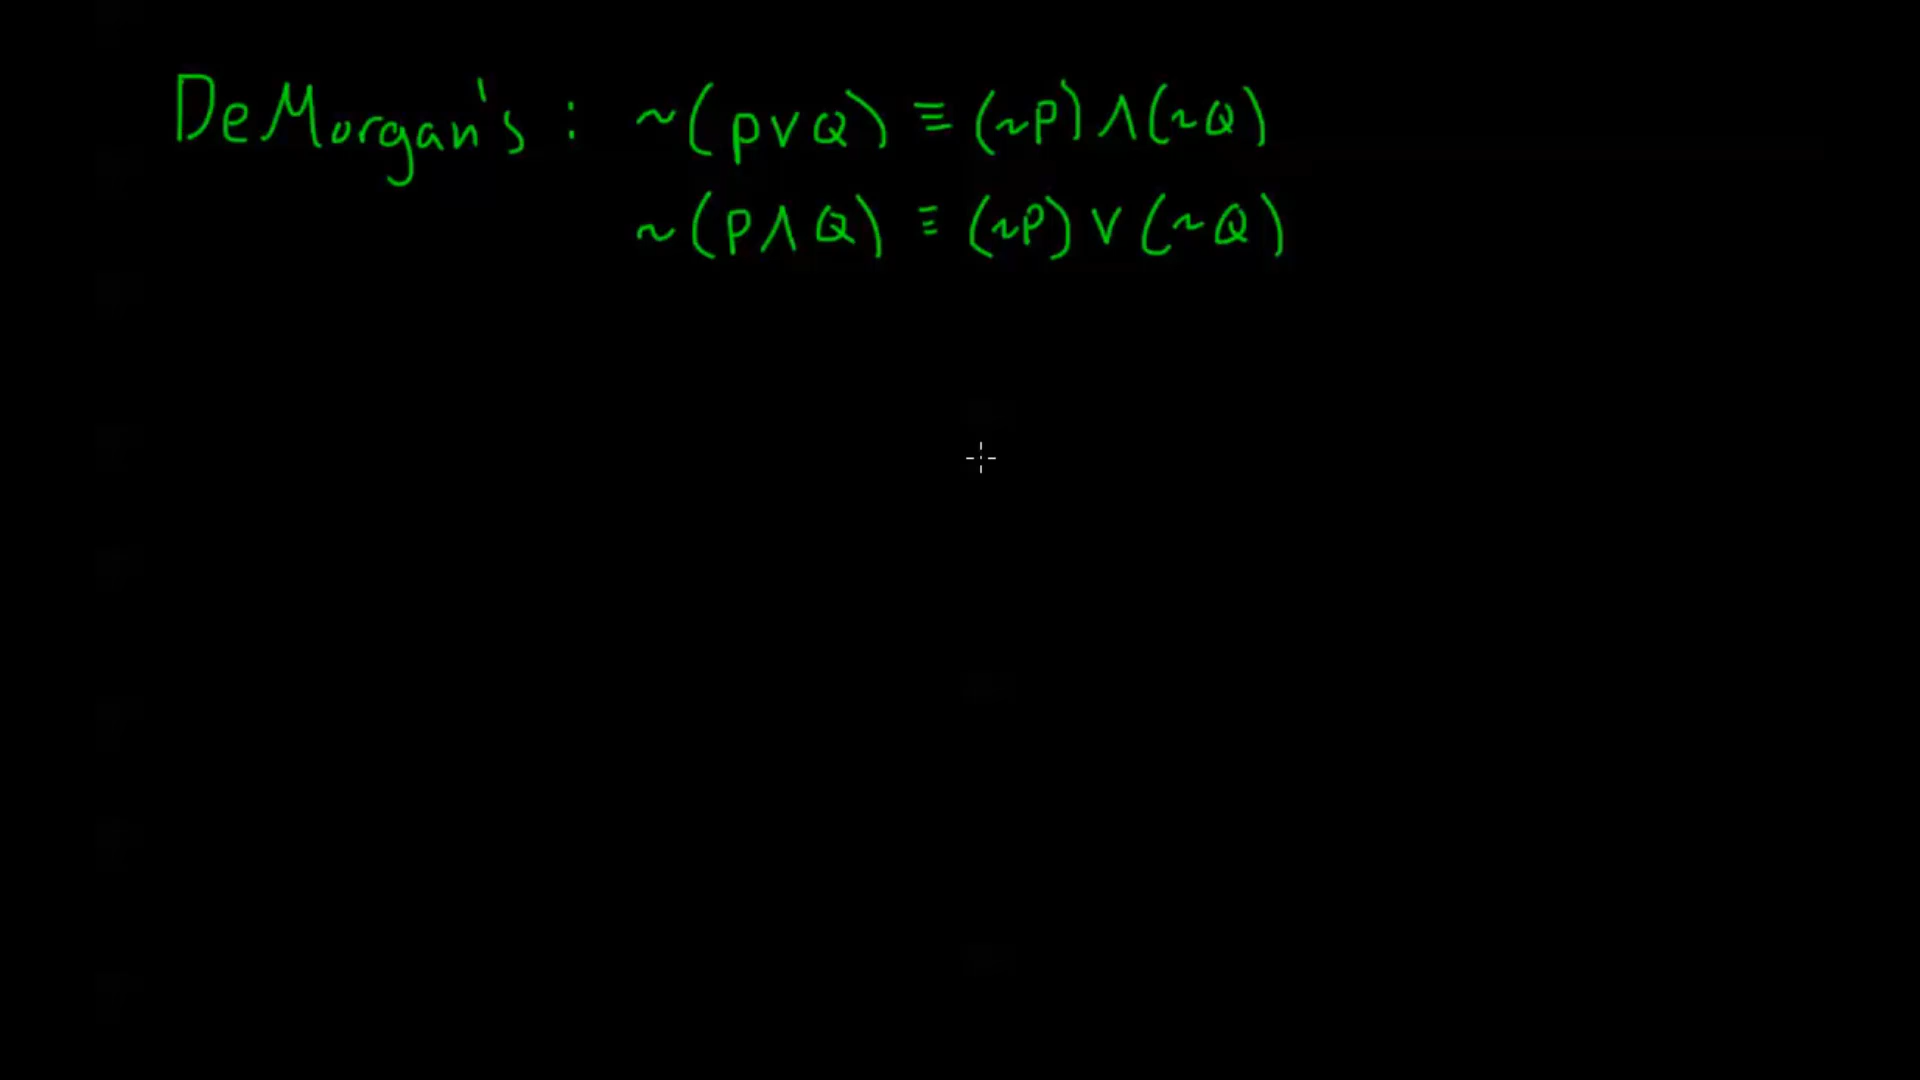 DeMorgan's : ~(P∨Q) ≡ (~P) ∧ (~Q)
~(P∧Q) ≡ (~P) ∨ (~Q)